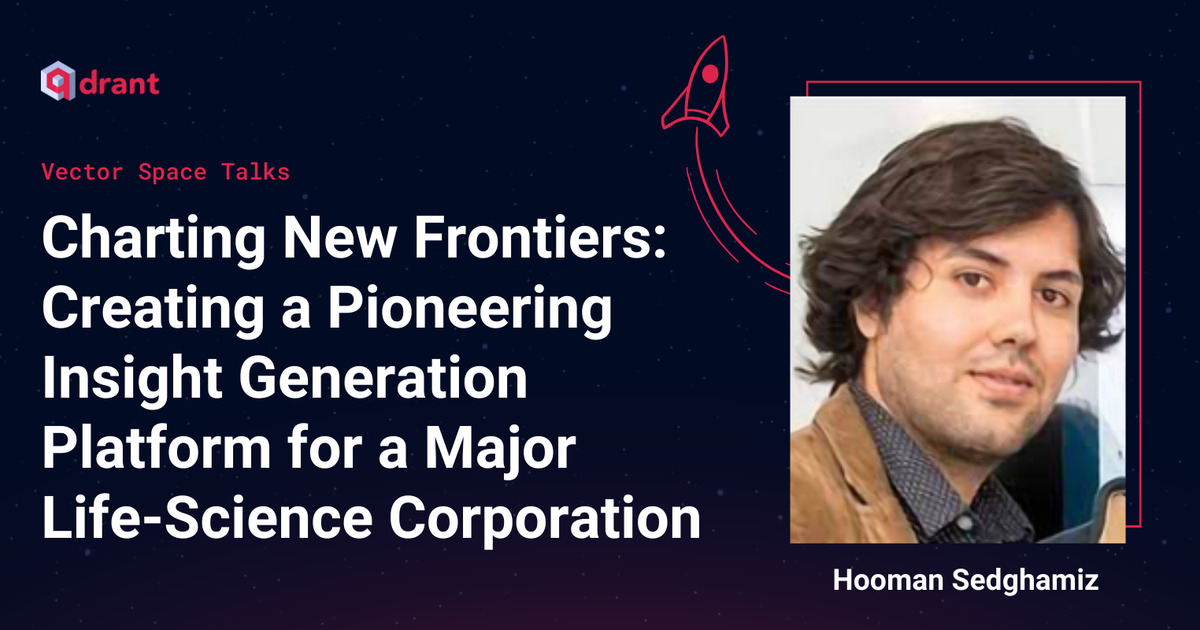 qdrant
Vector Space Talks
Charting New Frontiers:
Creating a Pioneering
Insight Generation
Platform for a Major
Life-Science Corporation
Hooman Sedghamiz